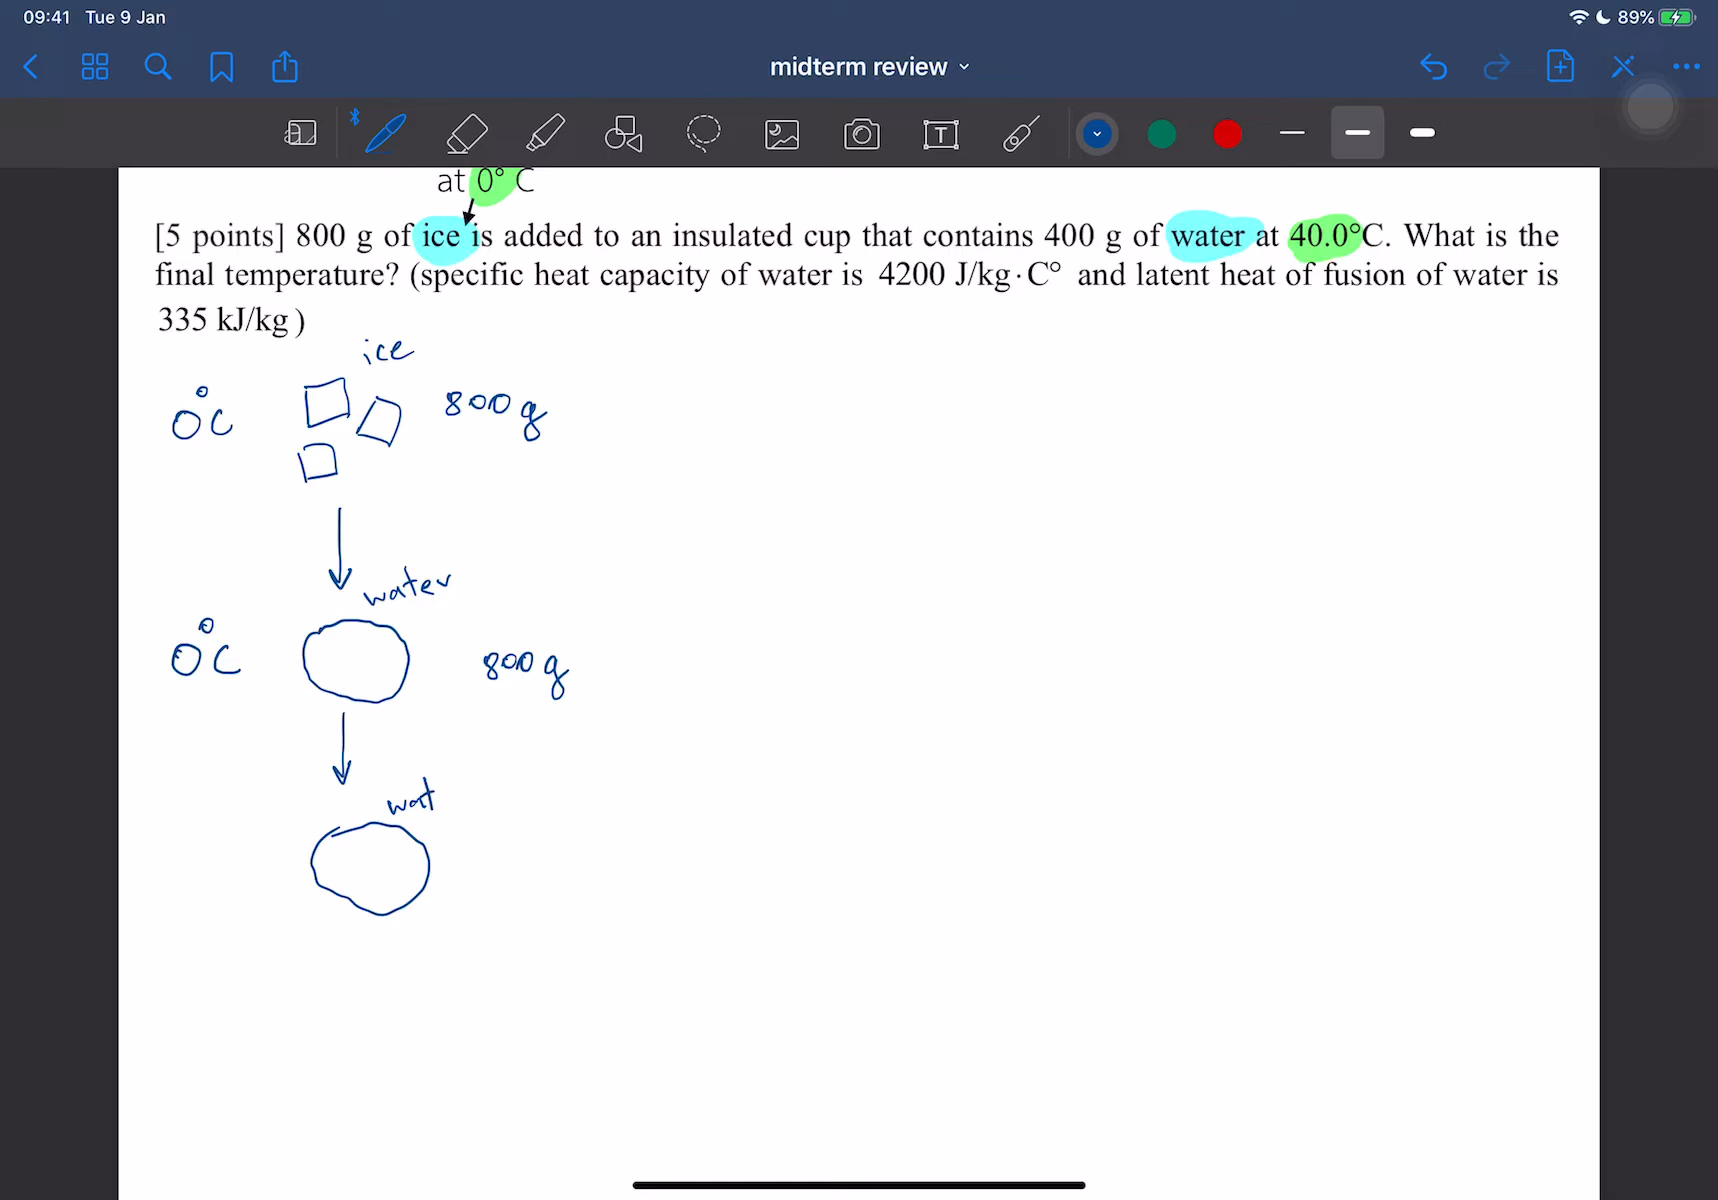 09:41 Tue 9 Jan
89%
midterm review
T
at 0° C
[5 points] 800 g of ice is added to an insulated cup that contains 400 g of water at 40.0°C. What is the
final temperature? (specific heat capacity of water is 4200 J/kg·C° and latent heat of fusion of water is
335 kJ/kg)
ice
0°C 800 g
water
0°C 800 g
wat